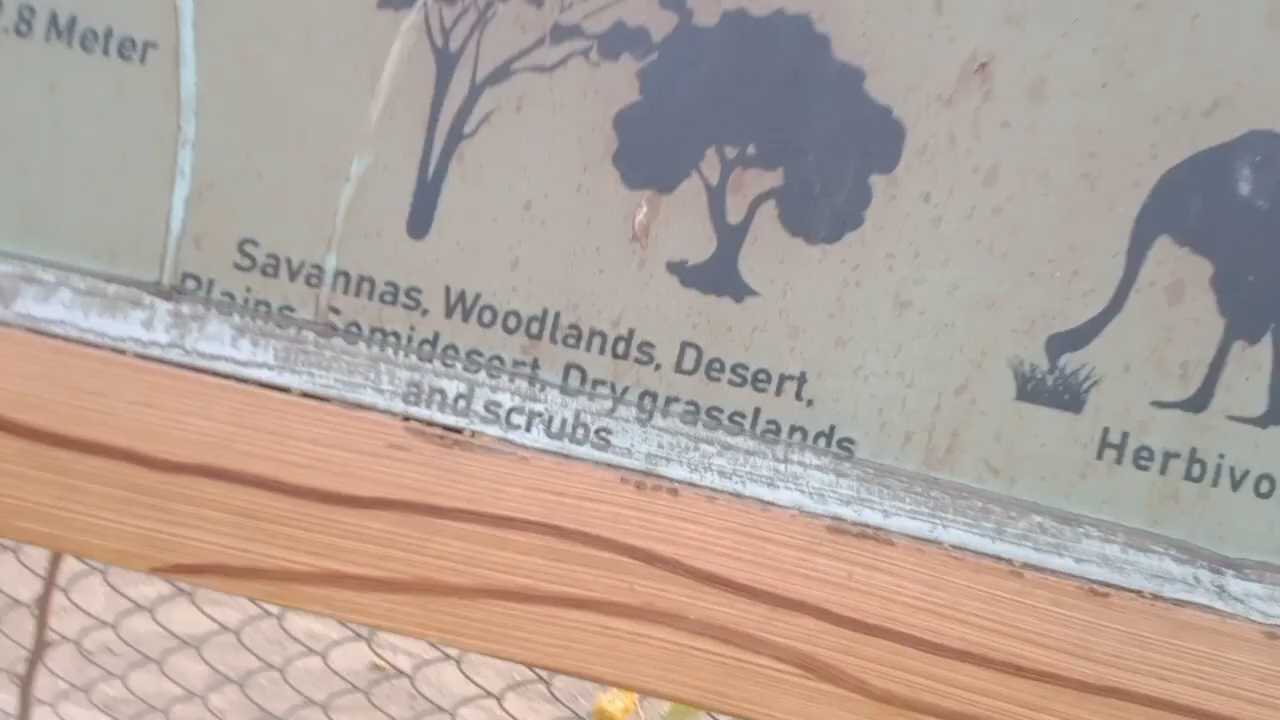 .8 Meter
Savannas, Woodlands, Desert,
Plains, Semidesert, Dry grasslands
and scrubs
Herbivo